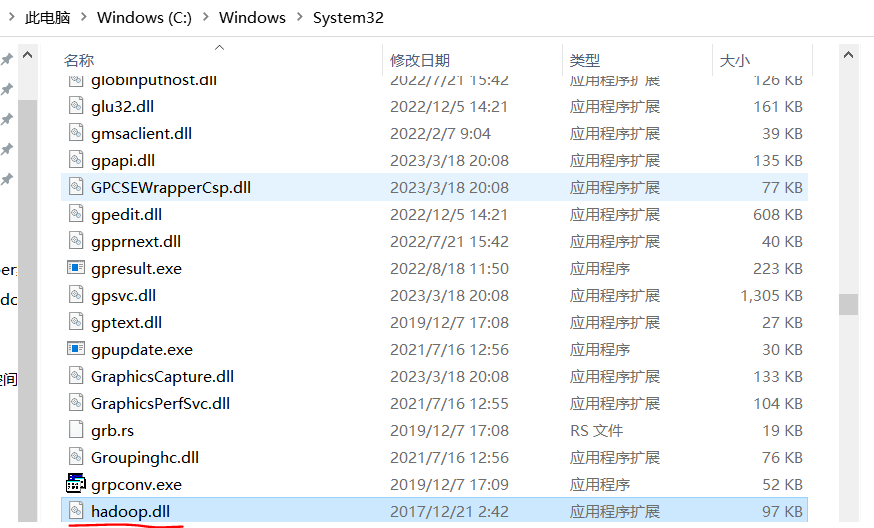 此电脑 > Windows (C:) > Windows > System32
名称 修改日期 类型 大小
globinputhost.dll 2022/7/21 15:42 应用程序扩展 126 KB
glu32.dll 2022/12/5 14:21 应用程序扩展 161 KB
gmsaclient.dll 2022/2/7 9:04 应用程序扩展 39 KB
gpapi.dll 2023/3/18 20:08 应用程序扩展 135 KB
GPCSEWrapperCsp.dll 2023/3/18 20:08 应用程序扩展 77 KB
gpedit.dll 2022/12/5 14:21 应用程序扩展 608 KB
gpprnext.dll 2022/7/21 15:42 应用程序扩展 40 KB
gpresult.exe 2022/8/18 11:50 应用程序 223 KB
gpsvc.dll 2023/3/18 20:08 应用程序扩展 1,305 KB
gptext.dll 2019/12/7 17:08 应用程序扩展 27 KB
gpupdate.exe 2021/7/16 12:56 应用程序 30 KB
空间
GraphicsCapture.dll 2023/3/18 20:08 应用程序扩展 133 KB
GraphicsPerfSvc.dll 2021/7/16 12:55 应用程序扩展 104 KB
grb.rs 2019/12/7 17:08 RS 文件 19 KB
Groupinghc.dll 2021/7/16 12:56 应用程序扩展 76 KB
grpconv.exe 2019/12/7 17:09 应用程序 52 KB
hadoop.dll 2017/12/21 2:42 应用程序扩展 97 KB